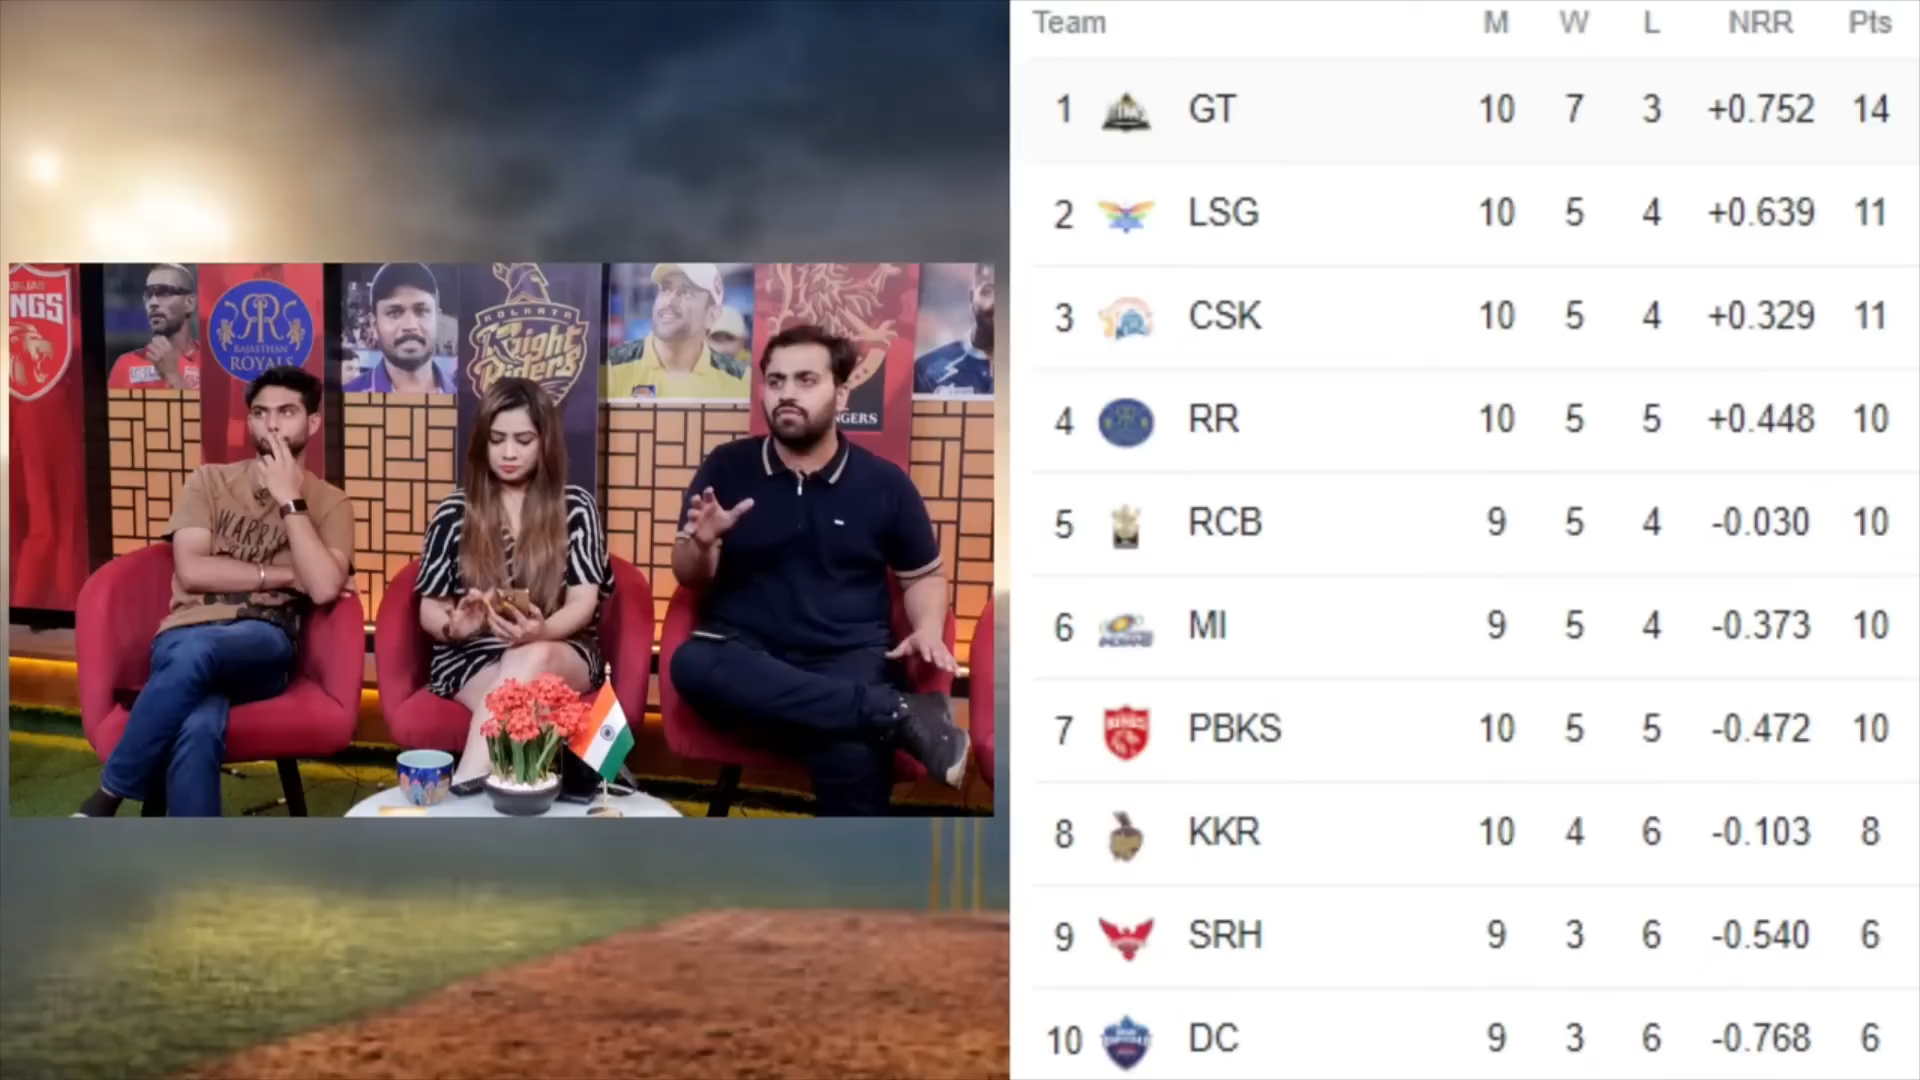 Team M W L NRR Pts
1 GT 10 7 3 +0.752 14
2 LSG 10 5 4 +0.639 11
3 CSK 10 5 4 +0.329 11
4 RR 10 5 5 +0.448 10
5 RCB 9 5 4 -0.030 10
6 MI 9 5 4 -0.373 10
7 PBKS 10 5 5 -0.472 10
8 KKR 10 4 6 -0.103 8
9 SRH 9 3 6 -0.540 6
10 DC 9 3 6 -0.768 6
NGS
RR
RAJASTHAN
ROYALS
KOLKATA
Knight
Riders
NGERS